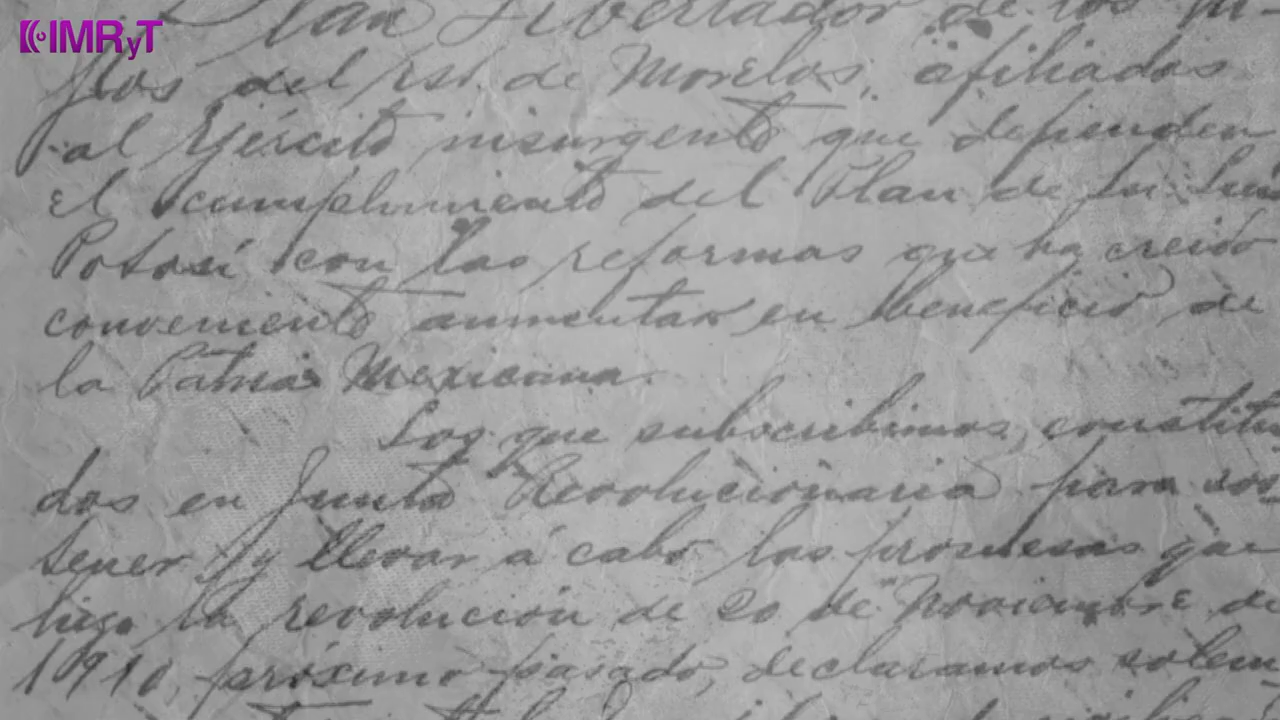 IMRyT
Plan Libertador de los hi-
jos del Est. de Morelos, afiliados
al Ejército insurgente que defienden
el cumplimiento del Plan de Sn Luis
Potosí con las reformas que ha creido
conveniente aumentar en beneficio de
la Patria Mexicana.
Los que subscribimos, constitui
dos en Junta Revolucionaria para sos
tener y llevar á cabo las promesas que
hizo la revolución de 20 de Noviembre de
1910, próximo pasado, declaramos solem